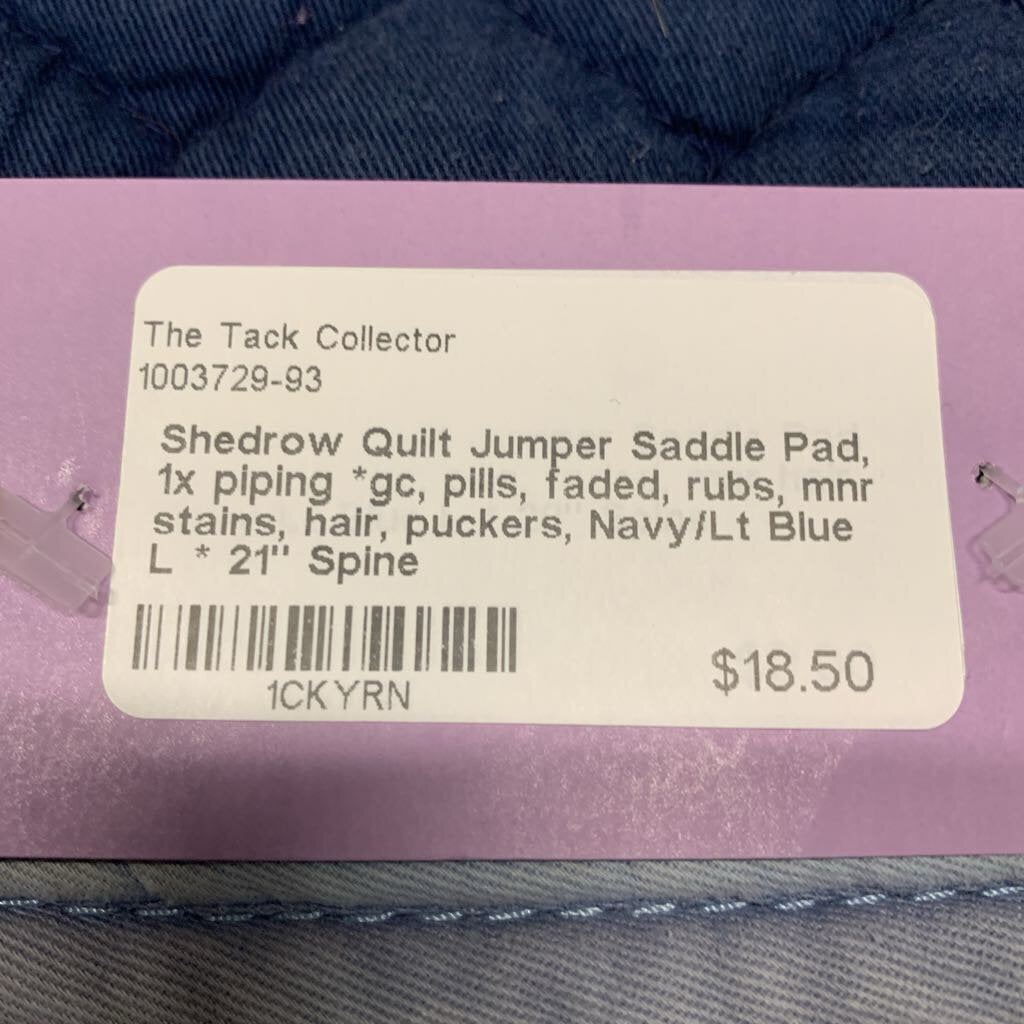 The Tack Collector
1003729-93
Shedrow Quilt Jumper Saddle Pad,
1x piping *gc, pills, faded, rubs, mnr
stains, hair, puckers, Navy/Lt Blue
L * 21" Spine
1CKYRN
$18.50